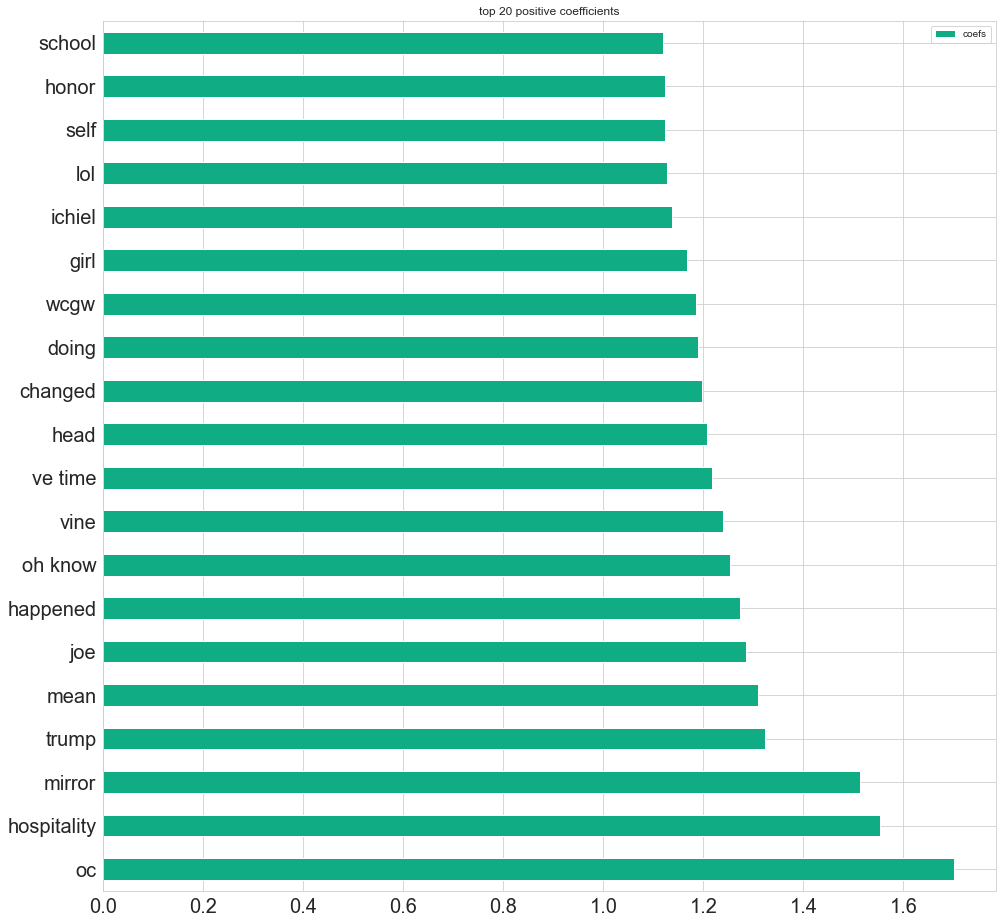 top 20 positive coefficients
coefs
school
honor
self
lol
ichiel
girl
wcgw
doing
changed
head
ve time
vine
oh know
happened
joe
mean
trump
mirror
hospitality
oc
0.0 0.2 0.4 0.6 0.8 1.0 1.2 1.4 1.6